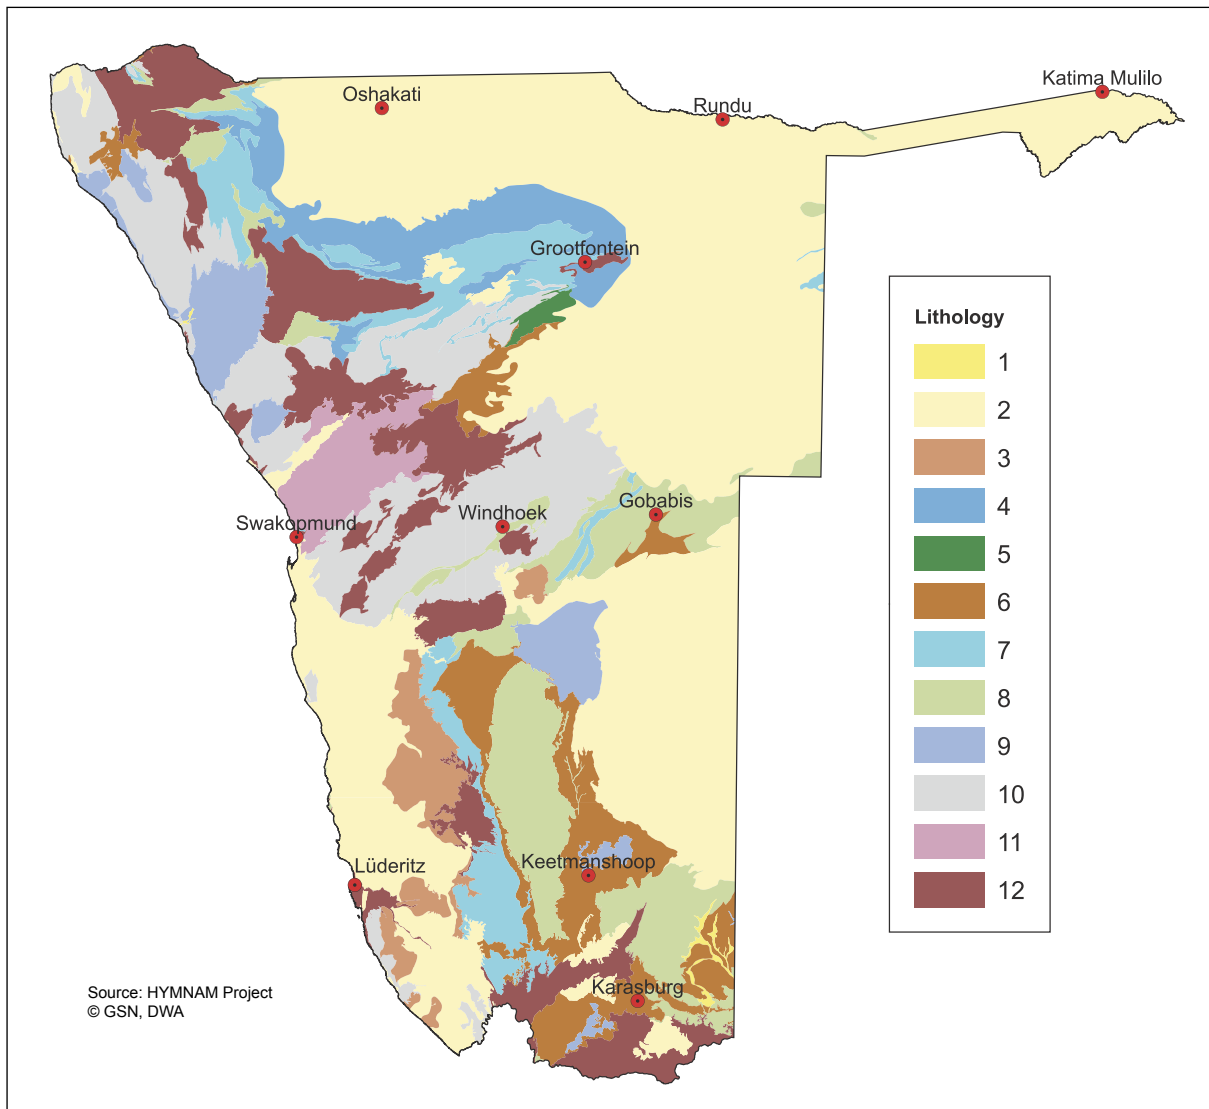 Katima Mulilo
Oshakati
Rundu
Grootfontein
Lithology
1
2
3
4
5
6
7
8
9
10
11
12
Gobabis
Windhoek
Swakopmund
Keetmanshoop
Lüderitz
Karasburg
Source: HYMNAM Project
© GSN, DWA